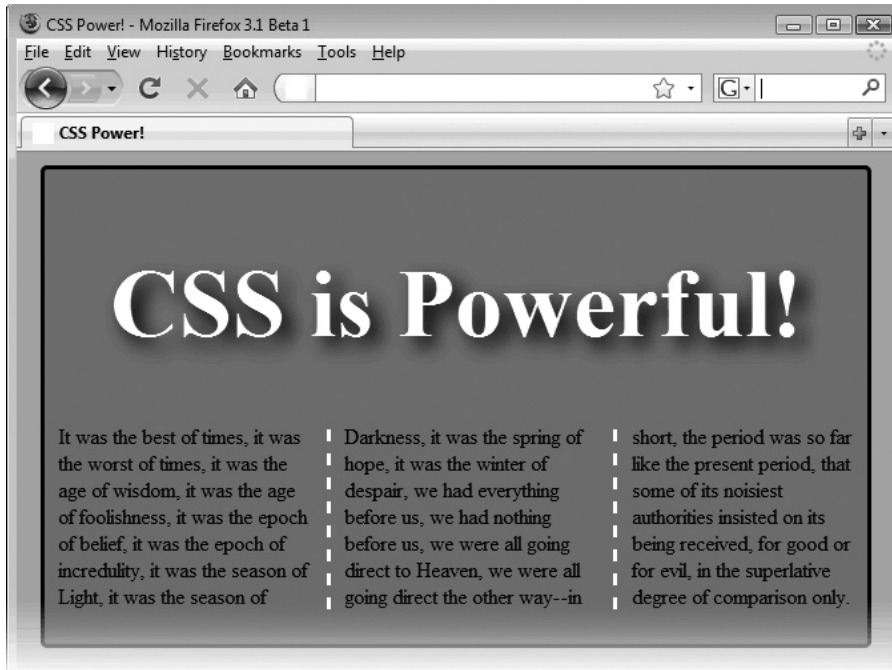 CSS Power! - Mozilla Firefox 3.1 Beta 1
File Edit View History Bookmarks Tools Help
G
CSS Power!
CSS is Powerful!
It was the best of times, it was
the worst of times, it was the
age of wisdom, it was the age
of foolishness, it was the epoch
of belief, it was the epoch of
incredulity, it was the season of
Light, it was the season of
Darkness, it was the spring of
hope, it was the winter of
despair, we had everything
before us, we had nothing
before us, we were all going
direct to Heaven, we were all
going direct the other way--in
short, the period was so far
like the present period, that
some of its noisiest
authorities insisted on its
being received, for good or
for evil, in the superlative
degree of comparison only.